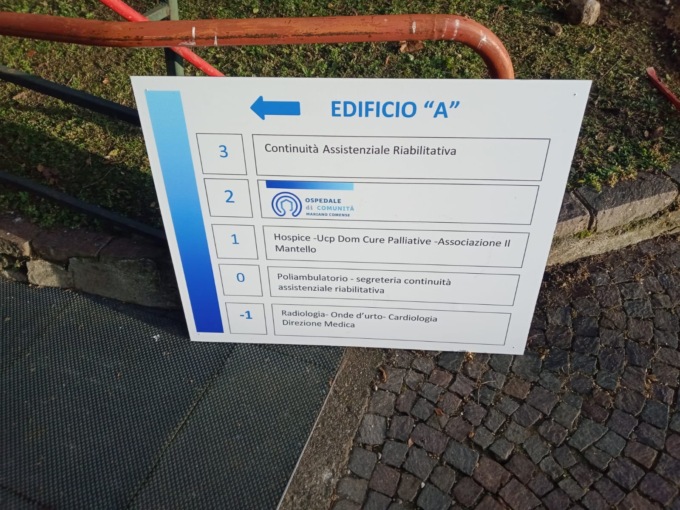 EDIFICIO "A"
3
Continuità Assistenziale Riabilitativa
2
OSPEDALE
di COMUNITÀ
MARIANO COMENSE
1
Hospice -Ucp Dom Cure Palliative -Associazione Il
Mantello
0
Poliambulatorio - segreteria continuità
assistenziale riabilitativa
-1
Radiologia- Onde d'urto- Cardiologia
Direzione Medica